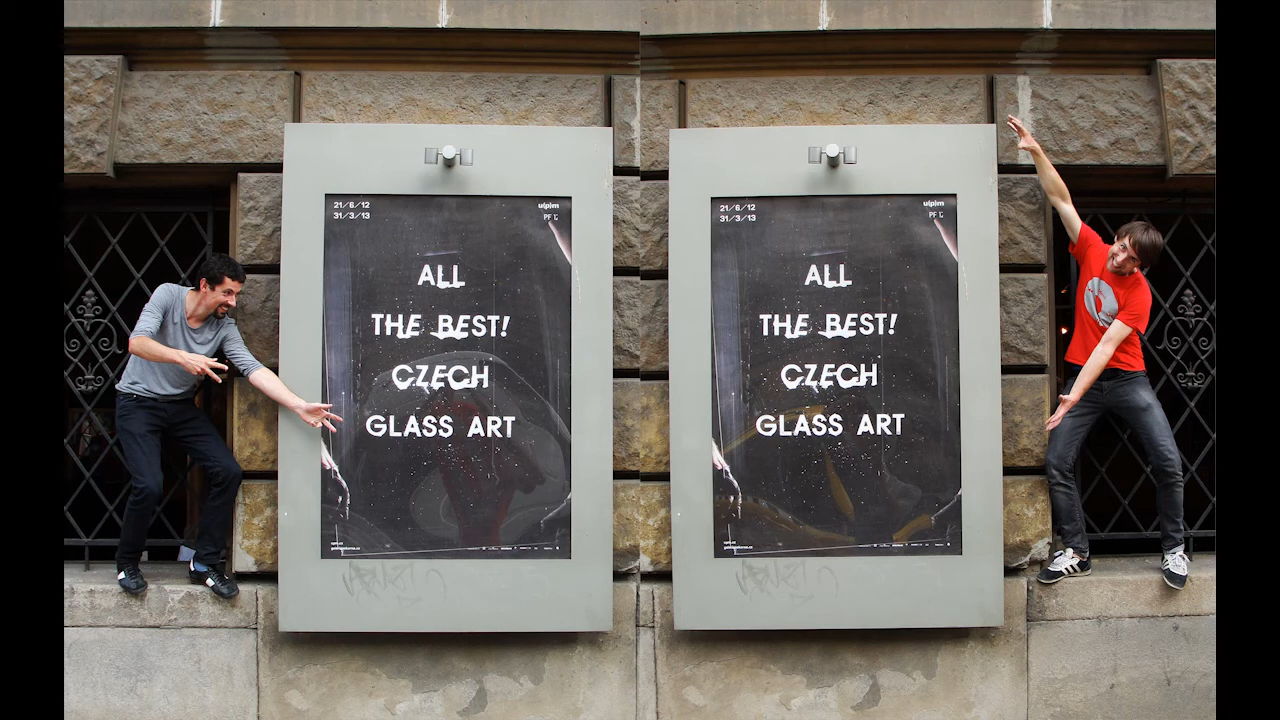 21/6/12
31/3/13
u(p)m
ALL
THE BEST!
CZECH
GLASS ART
21/6/12
31/3/13
u(p)m
ALL
THE BEST!
CZECH
GLASS ART